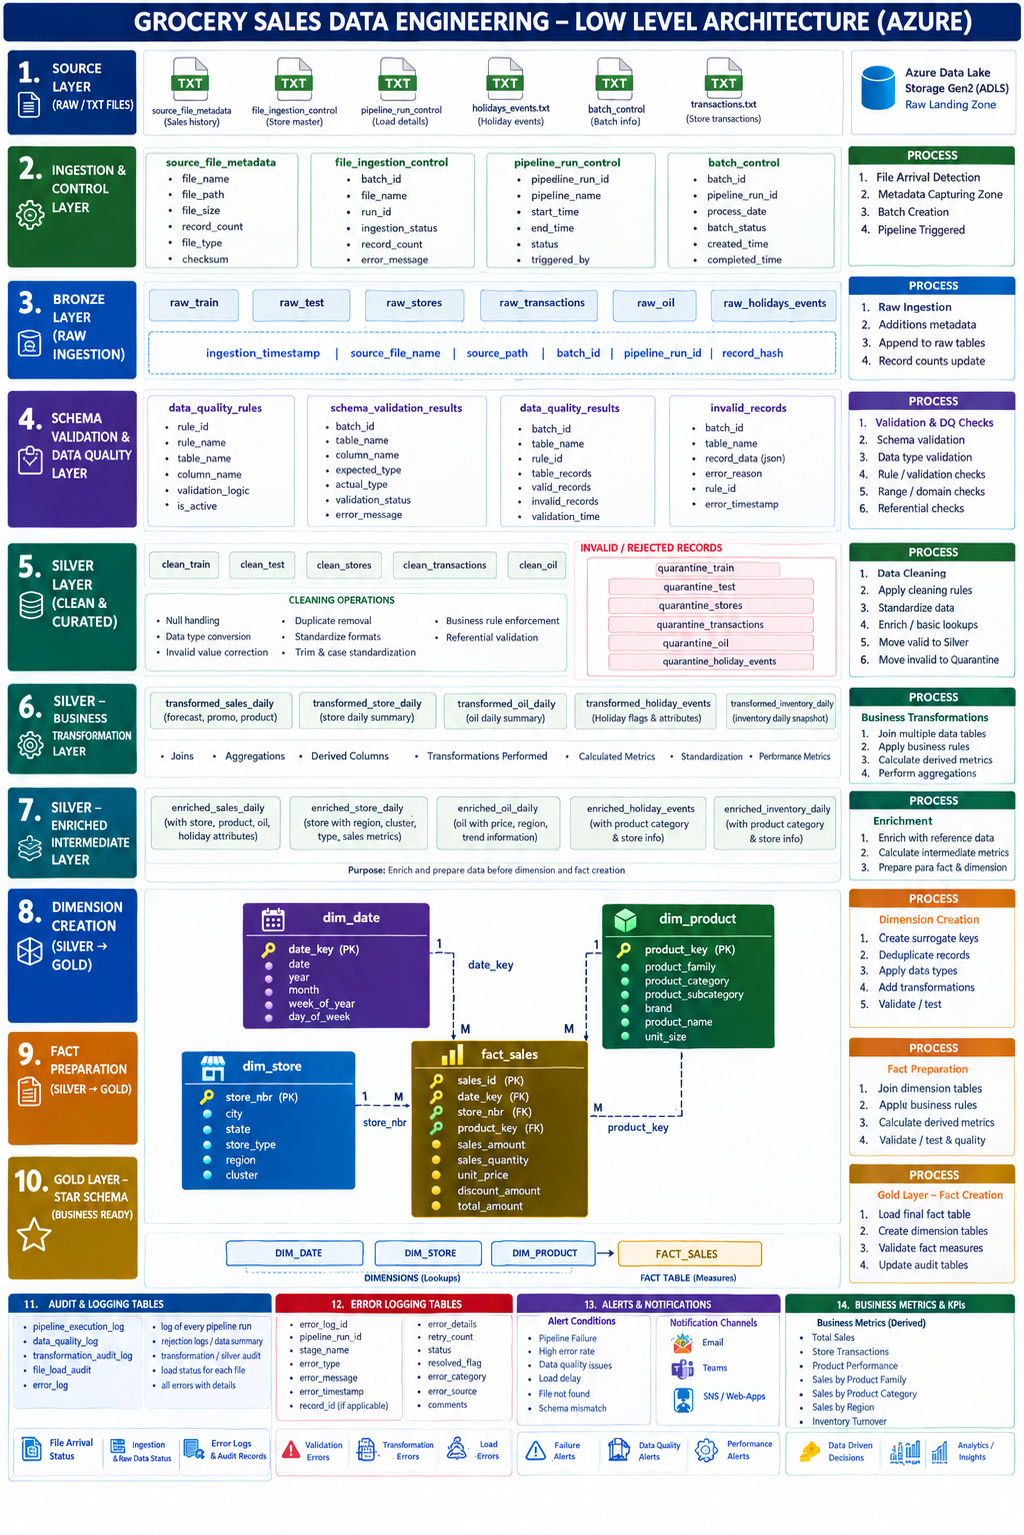 GROCERY SALES DATA ENGINEERING – LOW LEVEL ARCHITECTURE (AZURE)
1. SOURCE LAYER (RAW / TXT FILES)
TXT
source_file_metadata
(Sales history)
TXT
file_ingestion_control
(Store master)
TXT
pipeline_run_control
(Load details)
TXT
holidays_events.txt
(Holiday events)
TXT
batch_control
(Batch info)
TXT
transactions.txt
(Store transactions)
Azure Data Lake
Storage Gen2 (ADLS)
Raw Landing Zone
2. INGESTION &
CONTROL
LAYER
source_file_metadata
• file_name
• file_path
• file_size
• record_count
• file_type
• checksum
file_ingestion_control
• batch_id
• file_name
• run_id
• ingestion_status
• record_count
• error_message
pipeline_run_control
• pipedline_run_id
• pipeline_name
• start_time
• end_time
• status
• triggered_by
batch_control
• batch_id
• pipeline_run_id
• process_date
• batch_status
• created_time
• completed_time
PROCESS
1. File Arrival Detection
2. Metadata Capturing Zone
3. Batch Creation
4. Pipeline Triggered
3. BRONZE
LAYER
(RAW
INGESTION)
raw_train
raw_test
raw_stores
raw_transactions
raw_oil
raw_holidays_events
ingestion_timestamp | source_file_name | source_path | batch_id | pipeline_run_id | record_hash
PROCESS
1. Raw Ingestion
2. Additions metadata
3. Append to raw tables
4. Record counts update
4. SCHEMA
VALIDATION &
DATA QUALITY
LAYER
data_quality_rules
• rule_id
• rule_name
• table_name
• column_name
• validation_logic
• is_active
schema_validation_results
• batch_id
• table_name
• column_name
• expected_type
• actual_type
• validation_status
• error_message
data_quality_results
• batch_id
• table_name
• rule_id
• table_records
• valid_records
• invalid_records
• validation_time
invalid_records
• batch_id
• table_name
• record_data (json)
• error_reason
• rule_id
• error_timestamp
PROCESS
1. Validation & DQ Checks
2. Schema validation
3. Data type validation
4. Rule / validation checks
5. Range / domain checks
6. Referential checks
5. SILVER
LAYER
(CLEAN &
CURATED)
clean_train
clean_test
clean_stores
clean_transactions
clean_oil
CLEANING OPERATIONS
• Null handling
• Data type conversion
• Invalid value correction
• Duplicate removal
• Standardize formats
• Trim & case standardization
• Business rule enforcement
• Referential validation
INVALID / REJECTED RECORDS
quarantine_train
quarantine_test
quarantine_stores
quarantine_transactions
quarantine_oil
quarantine_holiday_events
PROCESS
1. Data Cleaning
2. Apply cleaning rules
3. Standardize data
4. Enrich / basic lookups
5. Move valid to Silver
6. Move invalid to Quarantine
6. SILVER –
BUSINESS
TRANSFORMATION
LAYER
transformed_sales_daily
(forecast, promo, product)
transformed_store_daily
(store daily summary)
transformed_oil_daily
(oil daily summary)
transformed_holiday_events
(Holiday flags & attributes)
transformed_inventory_daily
(inventory daily snapshot)
• Joins • Aggregations • Derived Columns • Transformations Performed • Calculated Metrics • Standardization • Performance Metrics
PROCESS
Business Transformations
1. Join multiple data tables
2. Apply business rules
3. Calculate derived metrics
4. Perform aggregations
7. SILVER –
ENRICHED
INTERMEDIATE
LAYER
enriched_sales_daily
(with store, product, oil,
holiday attributes)
enriched_store_daily
(store with region, cluster,
type, sales metrics)
enriched_oil_daily
(oil with price, region,
trend information)
enriched_holiday_events
(with product category
& store info)
enriched_inventory_daily
(with product category
& store info)
Purpose: Enrich and prepare data before dimension and fact creation
PROCESS
Enrichment
1. Enrich with reference data
2. Calculate intermediate metrics
3. Prepare para fact & dimension
8. DIMENSION
CREATION
(SILVER →
GOLD)
dim_date
date_key (PK)
date
year
month
week_of_year
day_of_week
dim_product
product_key (PK)
product_family
product_category
product_subcategory
brand
product_name
unit_size
1
date_key
M
1
M
PROCESS
Dimension Creation
1. Create surrogate keys
2. Deduplicate records
3. Apply data types
4. Add transformations
5. Validate / test
9. FACT
PREPARATION
(SILVER → GOLD)
dim_store
store_nbr (PK)
city
state
store_type
region
cluster
1 M
store_nbr
fact_sales
sales_id (PK)
date_key (PK)
store_nbr (FK)
product_key (FK)
sales_amount
sales_quantity
unit_price
discount_amount
total_amount
M
product_key
PROCESS
Fact Preparation
1. Join dimension tables
2. Apply business rules
3. Calculate derived metrics
4. Validate / test & quality
10. GOLD LAYER –
STAR SCHEMA
(BUSINESS READY)
DIM_DATE
DIM_STORE
DIM_PRODUCT
FACT_SALES
DIMENSIONS (Lookups)
FACT TABLE (Measures)
PROCESS
Gold Layer – Fact Creation
1. Load final fact table
2. Create dimension tables
3. Validate fact measures
4. Update audit tables
11. AUDIT & LOGGING TABLES
• pipeline_execution_log
• data_quality_log
• transformation_audit_log
• file_load_audit
• error_log
• log of every pipeline run
• rejection logs / data summary
• transformation / silver audit
• load status for each file
• all errors with details
File Arrival
Status
Ingestion
& Raw Data Status
Error Logs
& Audit Records
12. ERROR LOGGING TABLES
• error_log_id
• pipeline_run_id
• stage_name
• error_type
• error_message
• error_timestamp
• record_id (if applicable)
• error_details
• retry_count
• status
• resolved_flag
• error_category
• error_source
• comments
Validation
Errors
Transformation
Errors
Load
Errors
13. ALERTS & NOTIFICATIONS
Alert Conditions
• Pipeline Failure
• High error rate
• Data quality issues
• Load delay
• File not found
• Schema mismatch
Notification Channels
Email
Teams
SNS / Web-Apps
Failure
Alerts
Data Quality
Alerts
Performance
Alerts
14. BUSINESS METRICS & KPIs
Business Metrics (Derived)
• Total Sales
• Store Transactions
• Product Performance
• Sales by Product Family
• Sales by Product Category
• Sales by Region
• Inventory Turnover
Data Driven
Decisions
Analytics /
Insights